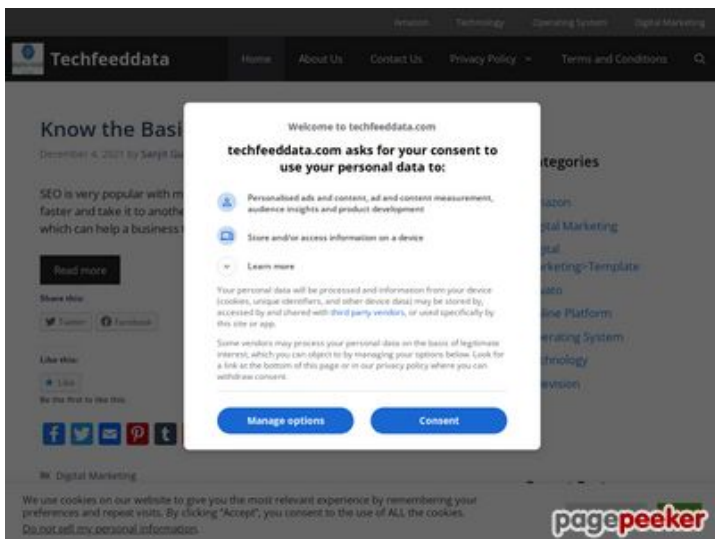 Amazon Technology Operating System Digital Marketing
Techfeeddata Home About Us Contact Us Privacy Policy Terms and Conditions
Know the Basi
December 4, 2021 by Sanjit
SEO is very popular with m
faster and take it to anothe
which can help a business
Read more
Share this:
Twitter Facebook
Like this:
Like
Be the first to like this.
Digital Marketing
Welcome to techfeeddata.com
techfeeddata.com asks for your consent to
use your personal data to:
Personalised ads and content, ad and content measurement,
audience insights and product development
Store and/or access information on a device
Learn more
Your personal data will be processed and information from your device
(cookies, unique identifiers, and other device data) may be stored by,
accessed by and shared with third party vendors, or used specifically by
this site or app.
Some vendors may process your personal data on the basis of legitimate
interest, which you can object to by managing your options below. Look for
a link at the bottom of this page or in our privacy policy where you can
withdraw consent.
Manage options Consent
tegories
azon
ital Marketing
ital
rketing>Template
ine Platform
erating System
hnology
evision
We use cookies on our website to give you the most relevant experience by remembering your
preferences and repeat visits. By clicking "Accept", you consent to the use of ALL the cookies.
Do not sell my personal information.
pagepeeker